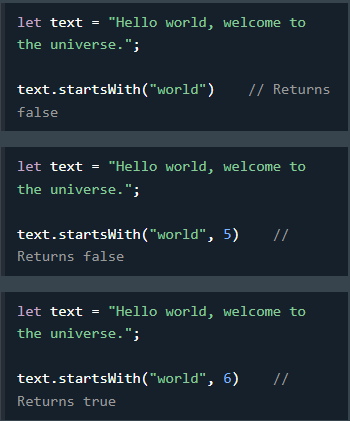 let text = "Hello world, welcome to
the universe.";
text.startsWith("world")    // Returns
false
let text = "Hello world, welcome to
the universe.";
text.startsWith("world", 5)    //
Returns false
let text = "Hello world, welcome to
the universe.";
text.startsWith("world", 6)    //
Returns true